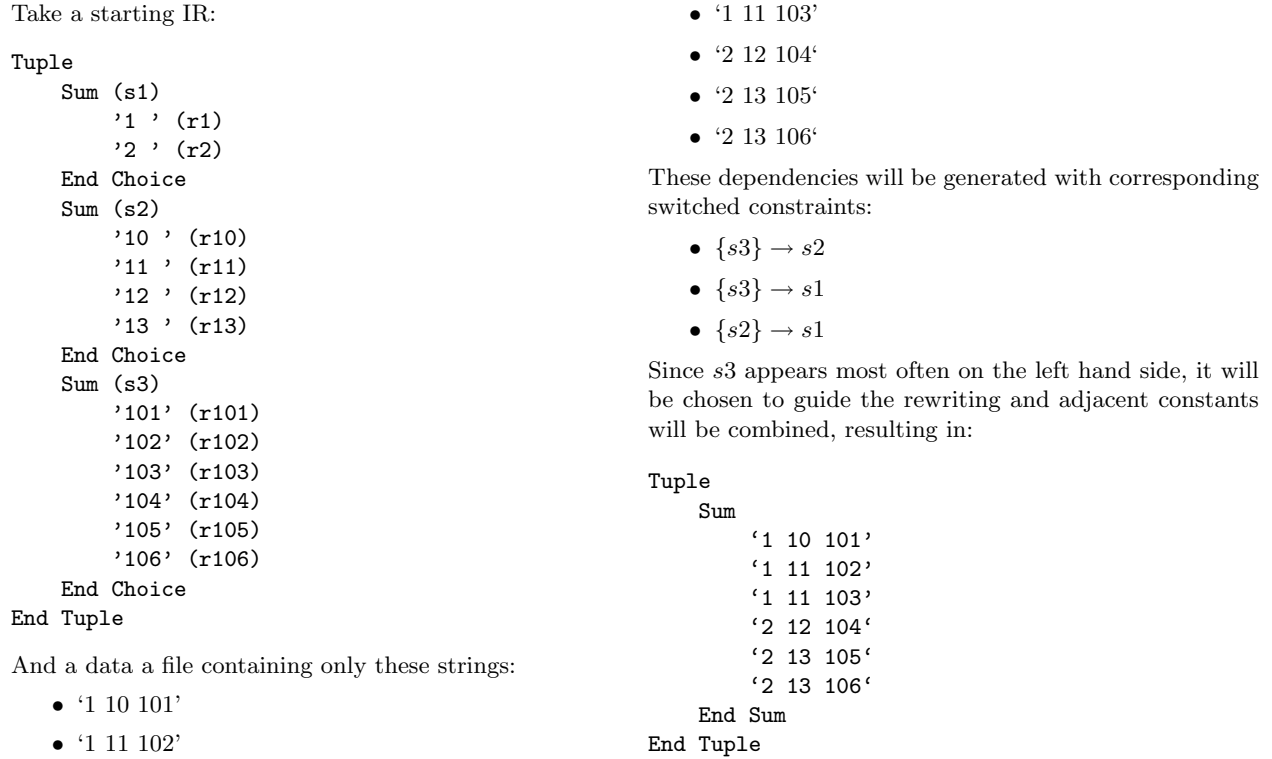 Take a starting IR:
Tuple
    Sum (s1)
        '1 ' (r1)
        '2 ' (r2)
    End Choice
    Sum (s2)
        '10 ' (r10)
        '11 ' (r11)
        '12 ' (r12)
        '13 ' (r13)
    End Choice
    Sum (s3)
        '101' (r101)
        '102' (r102)
        '103' (r103)
        '104' (r104)
        '105' (r105)
        '106' (r106)
    End Choice
End Tuple
And a data a file containing only these strings:
• ‘1 10 101’
• ‘1 11 102’
• ‘1 11 103’
• ‘2 12 104‘
• ‘2 13 105‘
• ‘2 13 106‘
These dependencies will be generated with corresponding
switched constraints:
• {s3} → s2
• {s3} → s1
• {s2} → s1
Since s3 appears most often on the left hand side, it will
be chosen to guide the rewriting and adjacent constants
will be combined, resulting in:
Tuple
    Sum
        ‘1 10 101’
        ‘1 11 102’
        ‘1 11 103’
        ‘2 12 104‘
        ‘2 13 105‘
        ‘2 13 106‘
    End Sum
End Tuple